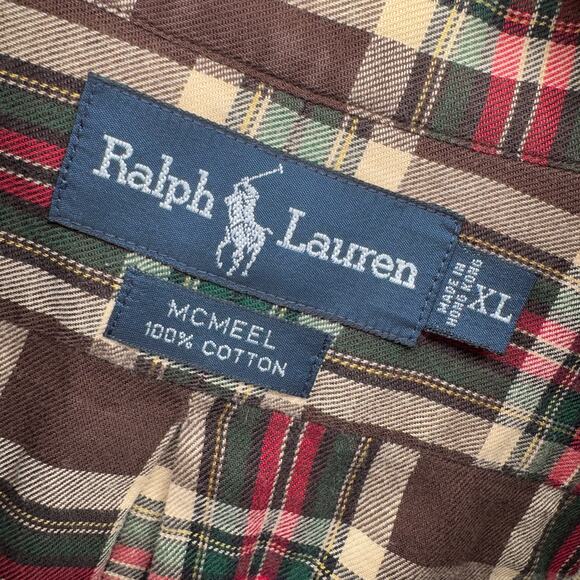 Ralph Lauren
MADE IN
HONG KONG
XL
MCMEEL
100% COTTON